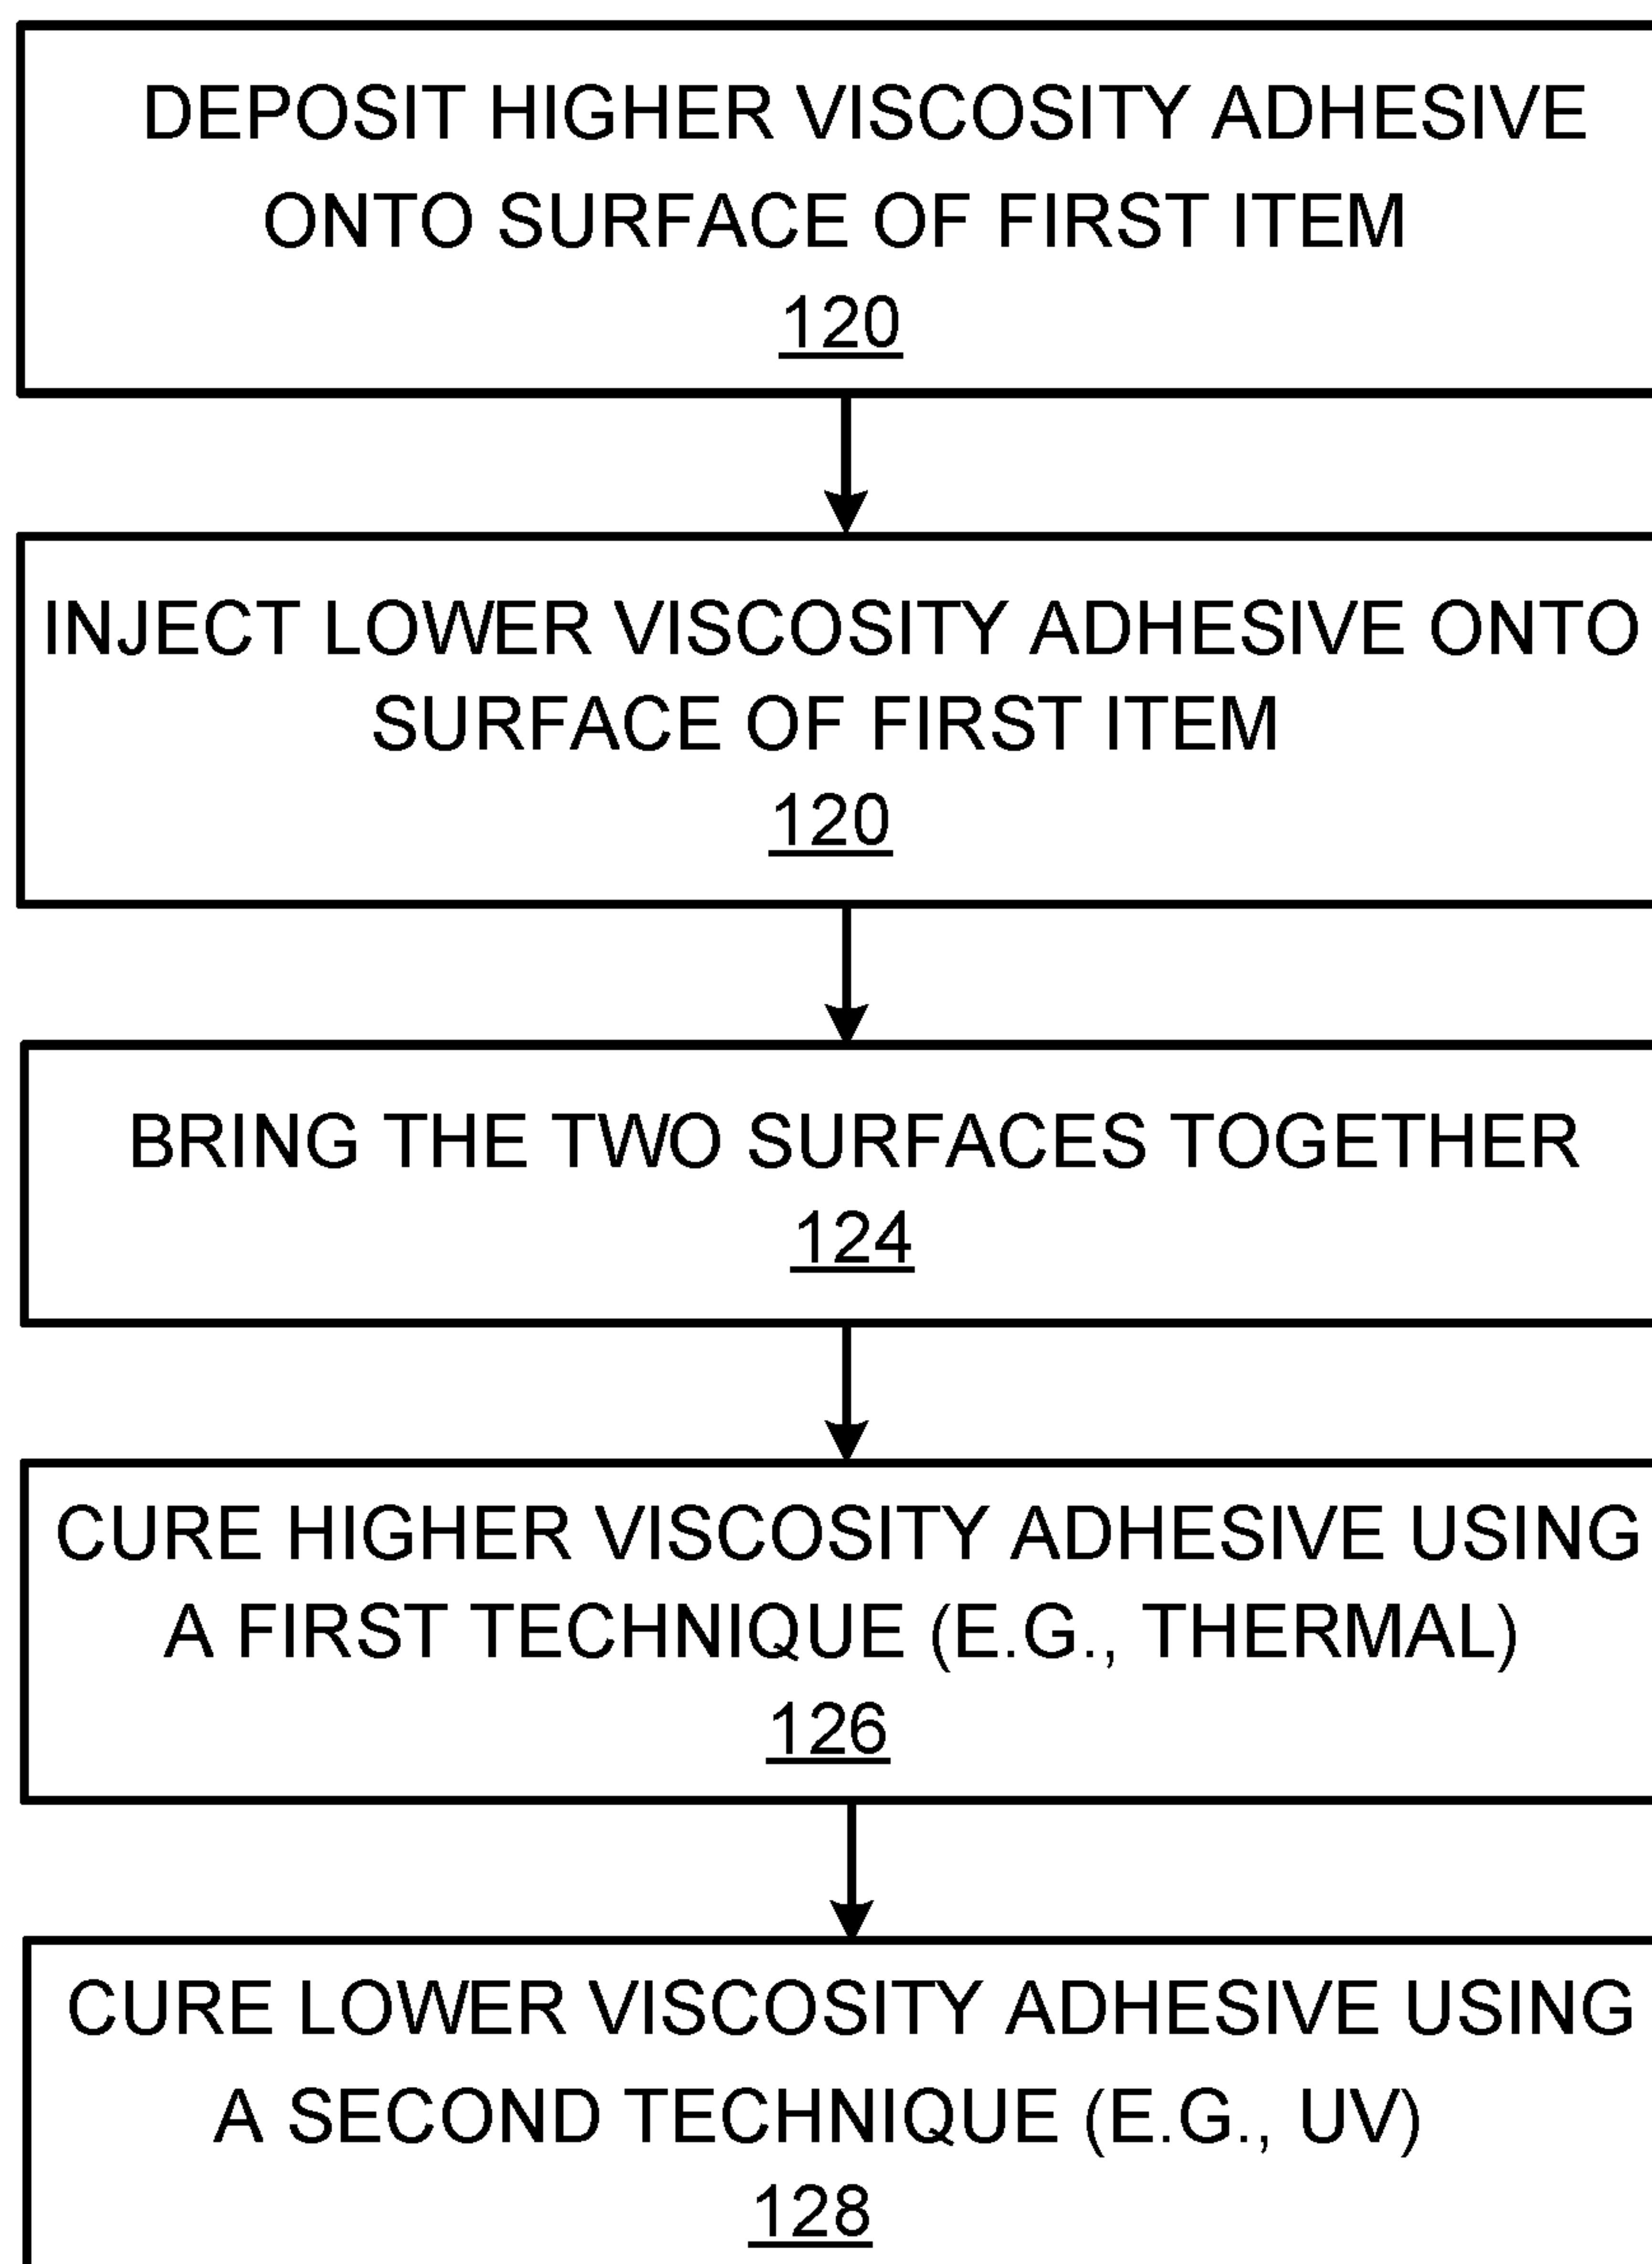 DEPOSIT HIGHER VISCOSITY ADHESIVE
ONTO SURFACE OF FIRST ITEM
120
INJECT LOWER VISCOSITY ADHESIVE ONTO
SURFACE OF FIRST ITEM
120
BRING THE TWO SURFACES TOGETHER
124
CURE HIGHER VISCOSITY ADHESIVE USING
A FIRST TECHNIQUE (E.G., THERMAL)
126
CURE LOWER VISCOSITY ADHESIVE USING
A SECOND TECHNIQUE (E.G., UV)
128